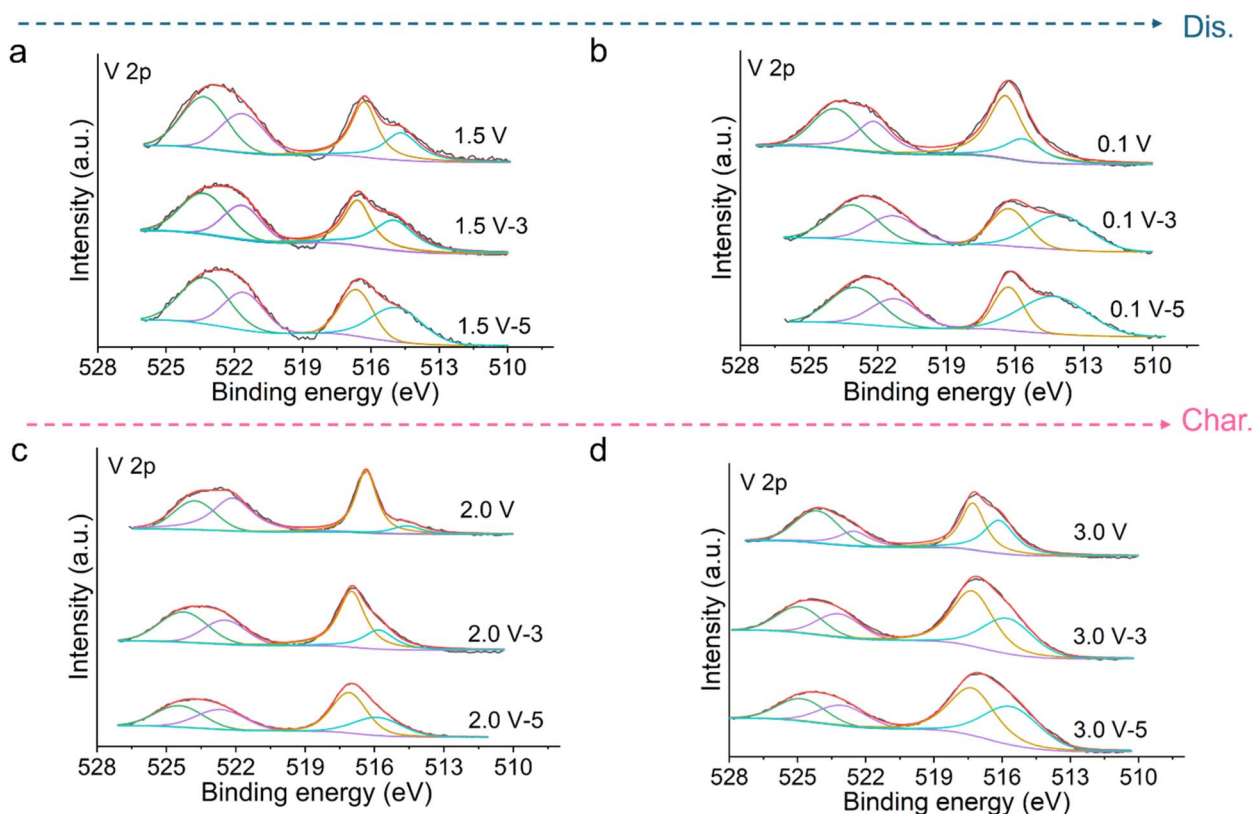 Dis.
a
V 2p
1.5 V
1.5 V-3
1.5 V-5
Intensity (a.u.)
528 525 522 519 516 513 510
Binding energy (eV)
b
V 2p
0.1 V
0.1 V-3
0.1 V-5
Intensity (a.u.)
528 525 522 519 516 513 510
Binding energy (eV)
Char.
c
V 2p
2.0 V
2.0 V-3
2.0 V-5
Intensity (a.u.)
528 525 522 519 516 513 510
Binding energy (eV)
d
V 2p
3.0 V
3.0 V-3
3.0 V-5
Intensity (a.u.)
528 525 522 519 516 513 510
Binding energy (eV)